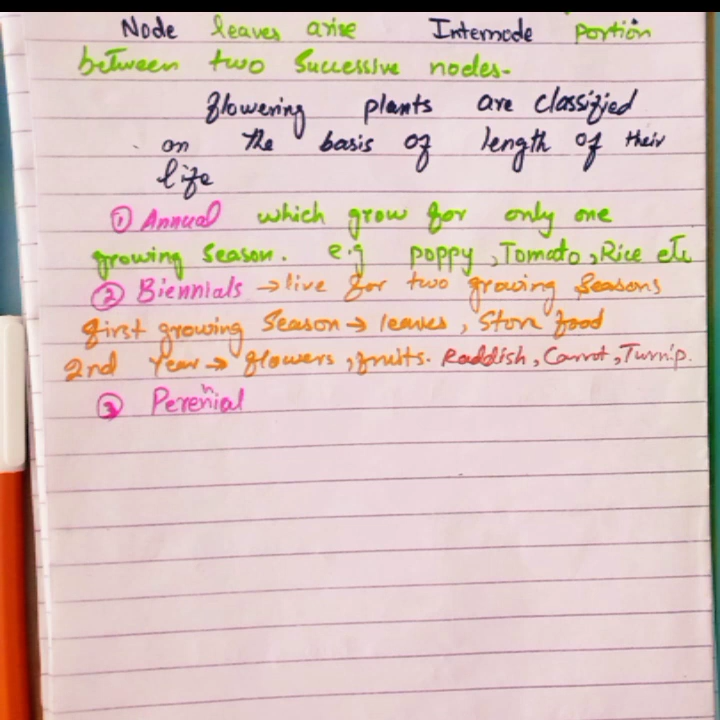 Node leaves arise Internode portion
between two Successive nodes-
flowering plants are classified
on the basis of length of their
life
① Annual which grow for only one
growing Season. e.g poppy, Tomato, Rice etc
② Biennials → live for two growing Seasons
first growing Season → leaves, Store food
2nd Year → flowers, fruits. Raddish, Carrot, Turnip.
③ Perennial